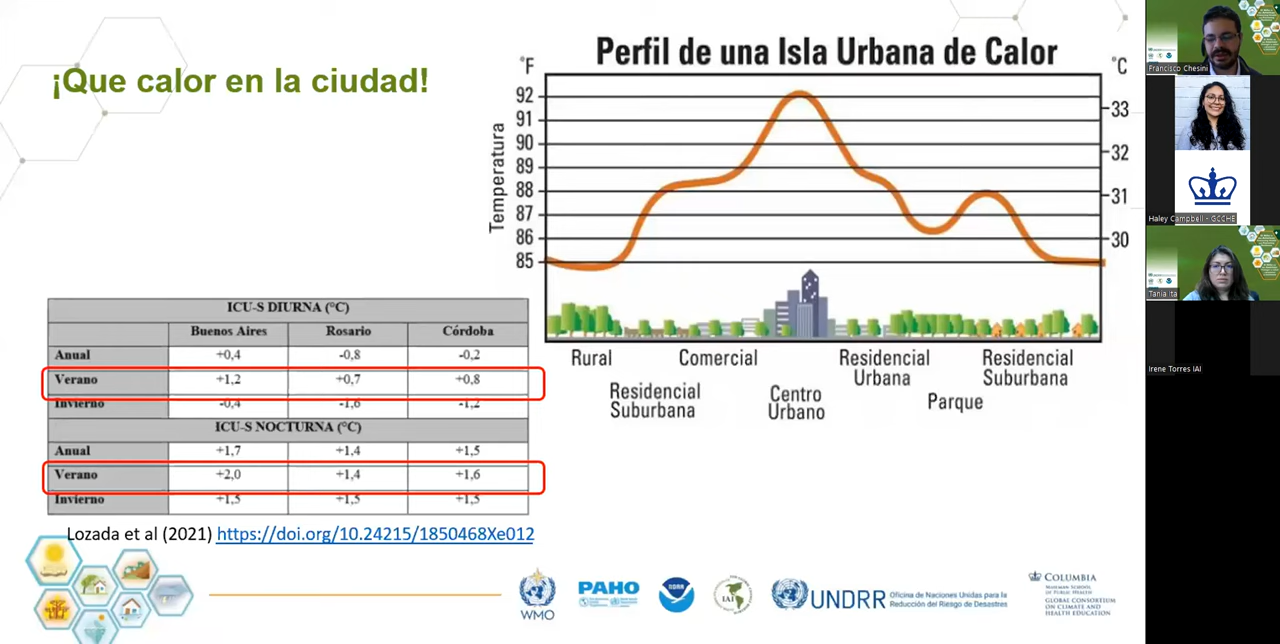 ¡Que calor en la ciudad!
Perfil de una Isla Urbana de Calor
°F
°C
Temperatura
92
91
90
89
88
87
86
85
33
32
31
30
Rural
Residencial
Suburbana
Comercial
Centro
Urbano
Residencial
Urbana
Parque
Residencial
Suburbana
ICU-S DIURNA (°C)
Buenos Aires Rosario Córdoba
Anual +0,4 -0,8 -0,2
Verano +1,2 +0,7 +0,8
Invierno -0,4 -1,6 -1,2
ICU-S NOCTURNA (°C)
Anual +1,7 +1,4 +1,5
Verano +2,0 +1,4 +1,6
Invierno +1,5 +1,5 +1,5
Lozada et al (2021) https://doi.org/10.24215/1850468Xe012
WMO
PAHO
NOAA
IAI
UNDRR
Oficina de Naciones Unidas para la
Reducción del Riesgo de Desastres
COLUMBIA
MAILMAN SCHOOL
OF PUBLIC HEALTH
GLOBAL CONSORTIUM
ON CLIMATE AND
HEALTH EDUCATION
Francisco Chesini
Haley Campbell - GCCHE
Tania Ita
Irene Torres IAI